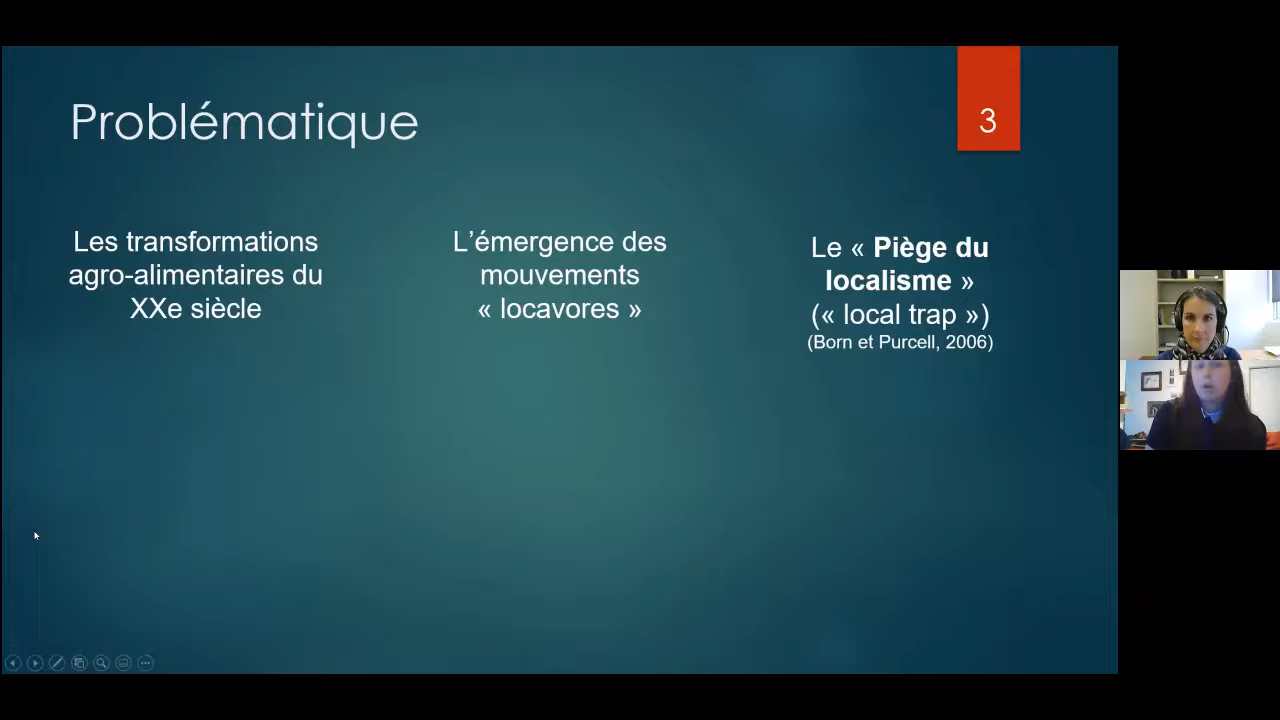 Problématique
3
Les transformations
agro-alimentaires du
XXe siècle
L’émergence des
mouvements
« locavores »
Le « Piège du
localisme »
(« local trap »)
(Born et Purcell, 2006)